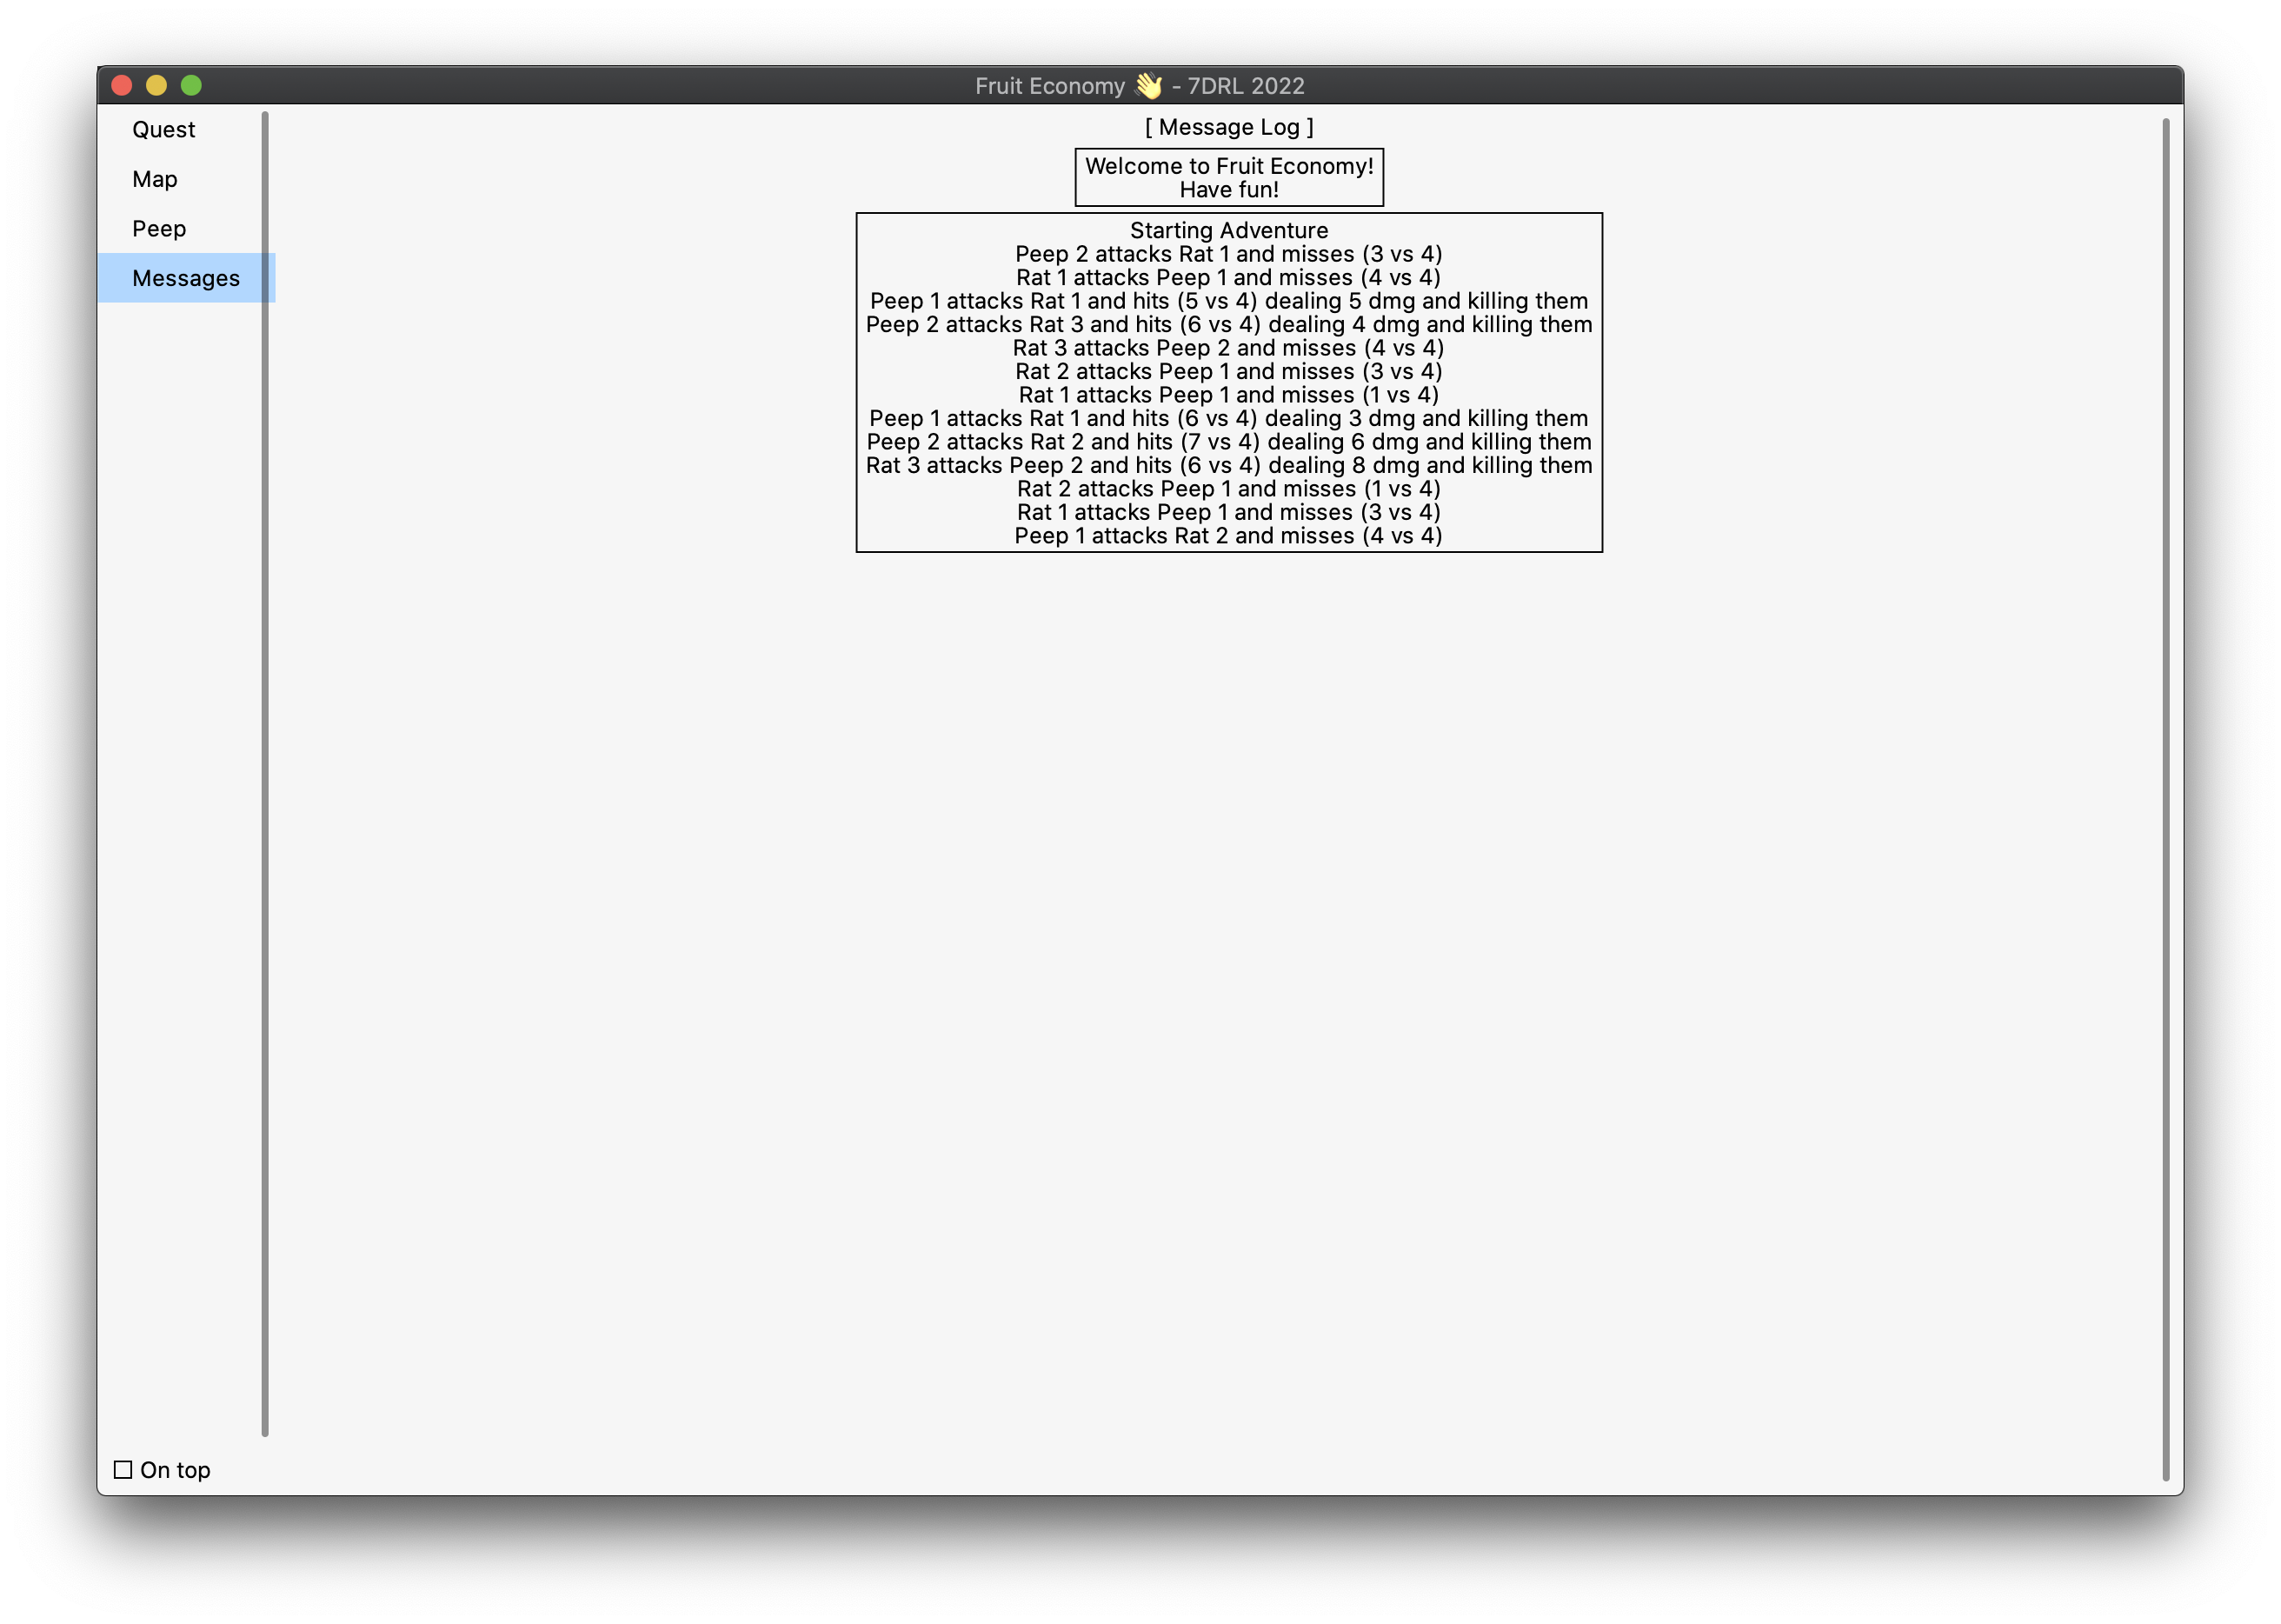 Fruit Economy 👋 - 7DRL 2022
Quest
Map
Peep
Messages
[ Message Log ]
Welcome to Fruit Economy!
Have fun!
Starting Adventure
Peep 2 attacks Rat 1 and misses (3 vs 4)
Rat 1 attacks Peep 1 and misses (4 vs 4)
Peep 1 attacks Rat 1 and hits (5 vs 4) dealing 5 dmg and killing them
Peep 2 attacks Rat 3 and hits (6 vs 4) dealing 4 dmg and killing them
Rat 3 attacks Peep 2 and misses (4 vs 4)
Rat 2 attacks Peep 1 and misses (3 vs 4)
Rat 1 attacks Peep 1 and misses (1 vs 4)
Peep 1 attacks Rat 1 and hits (6 vs 4) dealing 3 dmg and killing them
Peep 2 attacks Rat 2 and hits (7 vs 4) dealing 6 dmg and killing them
Rat 3 attacks Peep 2 and hits (6 vs 4) dealing 8 dmg and killing them
Rat 2 attacks Peep 1 and misses (1 vs 4)
Rat 1 attacks Peep 1 and misses (3 vs 4)
Peep 1 attacks Rat 2 and misses (4 vs 4)
On top